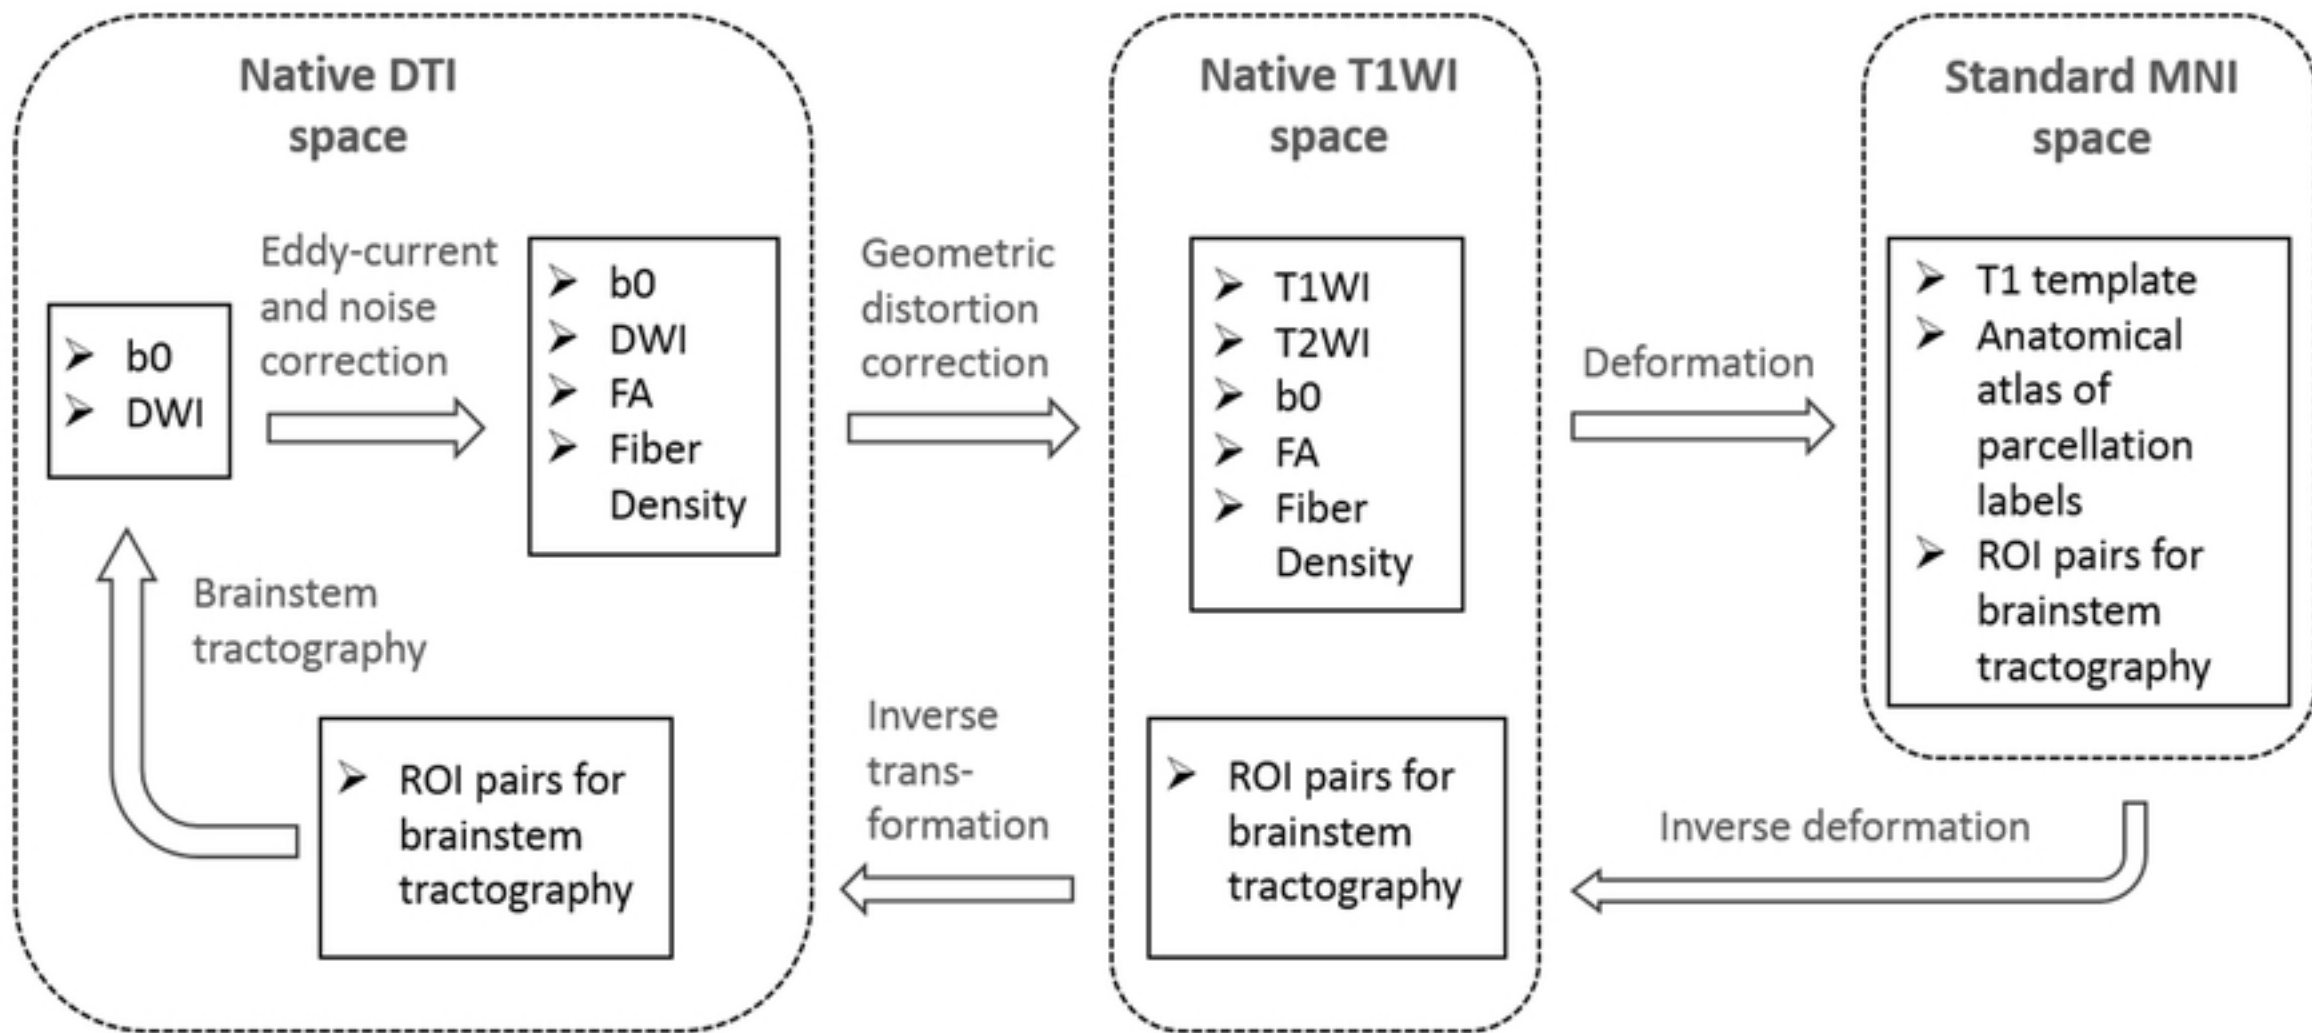 Native DTI
space
b0
DWI
Eddy-current
and noise
correction
b0
DWI
FA
Fiber
Density
Brainstem
tractography
ROI pairs for
brainstem
tractography
Geometric
distortion
correction
Inverse
trans-
formation
Native T1WI
space
T1WI
T2WI
b0
FA
Fiber
Density
ROI pairs for
brainstem
tractography
Deformation
Inverse deformation
Standard MNI
space
T1 template
Anatomical
atlas of
parcellation
labels
ROI pairs for
brainstem
tractography